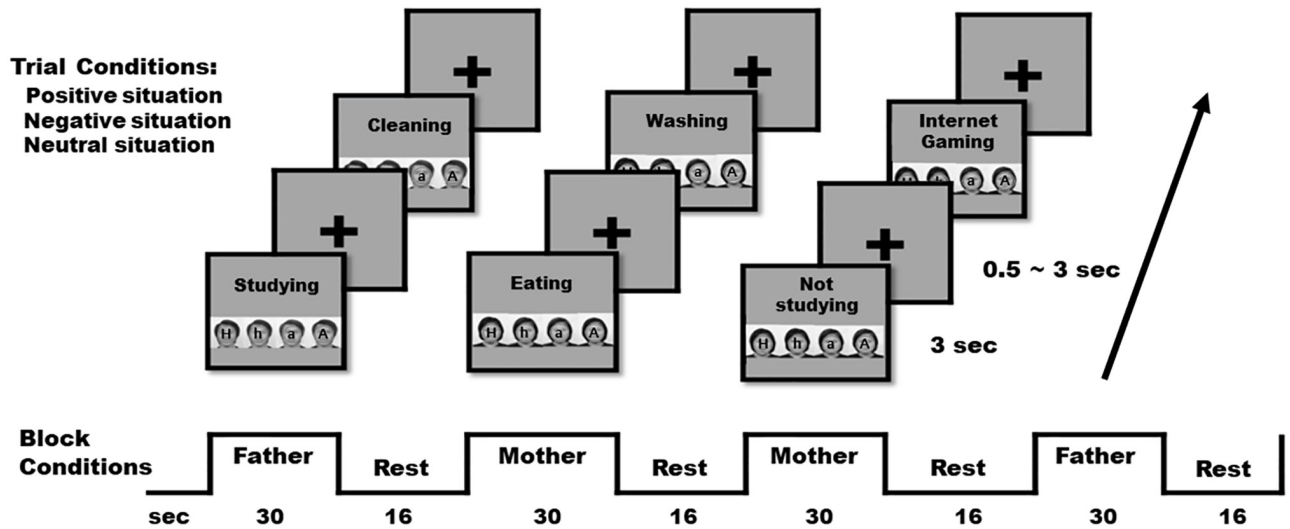 Trial Conditions:
Positive situation
Negative situation
Neutral situation
Cleaning
a A
Studying
H h a A
Washing
H h a A
Eating
H h a A
Internet
Gaming
H h a A
Not
studying
H h a A
0.5 ~ 3 sec
3 sec
Block
Conditions
Father Rest Mother Rest Mother Rest Father Rest
sec 30 16 30 16 30 16 30 16